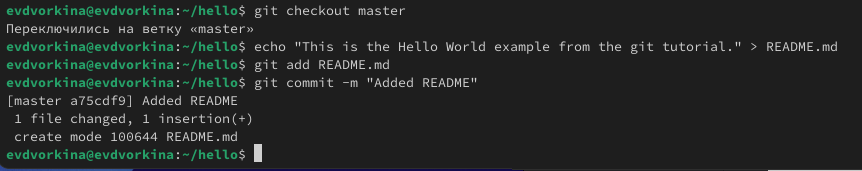 evdvorkina@evdvorkina:~/hello$ git checkout master
Переключились на ветку «master»
evdvorkina@evdvorkina:~/hello$ echo "This is the Hello World example from the git tutorial." > README.md
evdvorkina@evdvorkina:~/hello$ git add README.md
evdvorkina@evdvorkina:~/hello$ git commit -m "Added README"
[master a75cdf9] Added README
 1 file changed, 1 insertion(+)
 create mode 100644 README.md
evdvorkina@evdvorkina:~/hello$